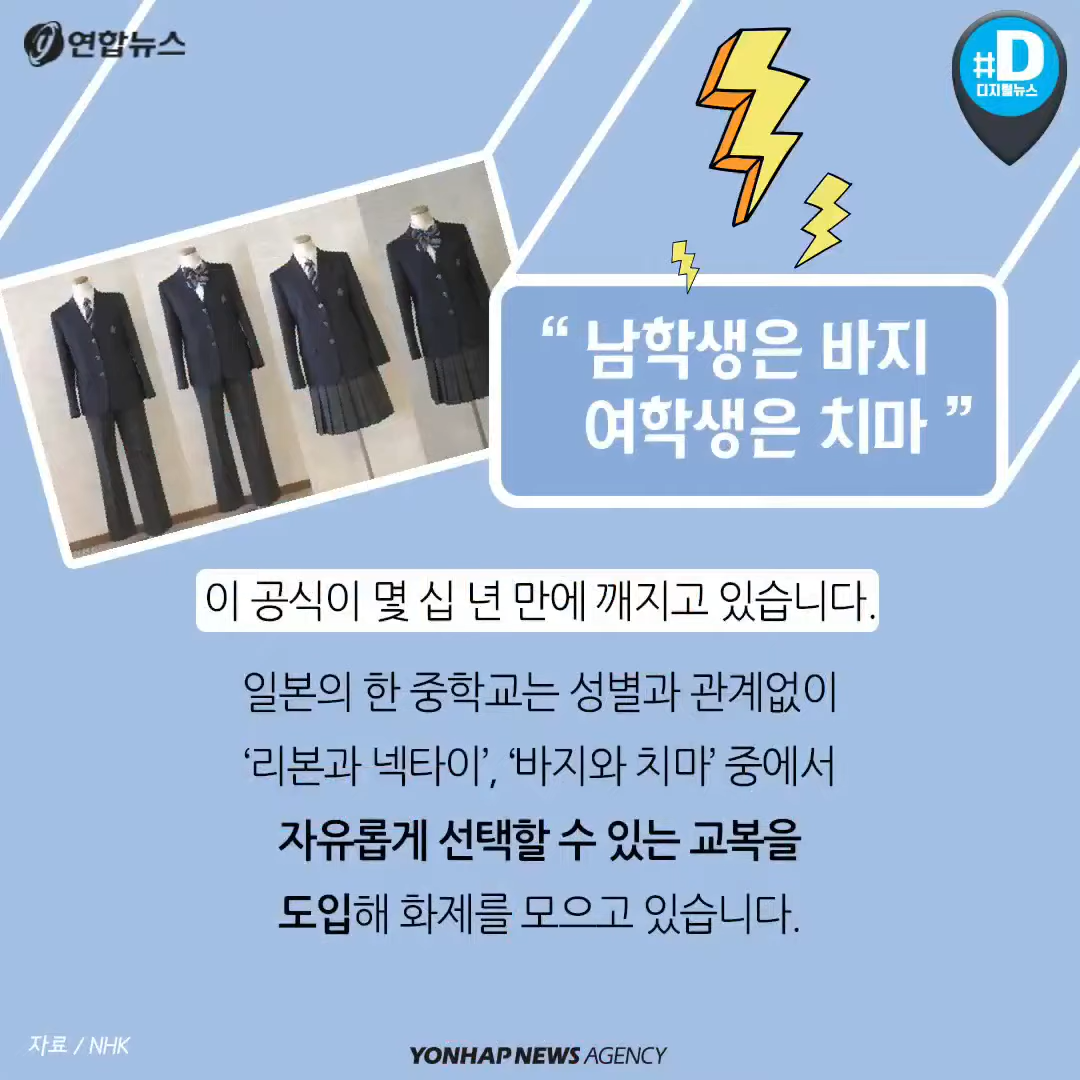 연합뉴스
#D
디지털뉴스
“ 남학생은 바지
여학생은 치마 ”
이 공식이 몇 십 년 만에 깨지고 있습니다.
일본의 한 중학교는 성별과 관계없이
‘리본과 넥타이’, ‘바지와 치마’ 중에서
자유롭게 선택할 수 있는 교복을
도입해 화제를 모으고 있습니다.
자료 / NHK
YONHAP NEWS AGENCY